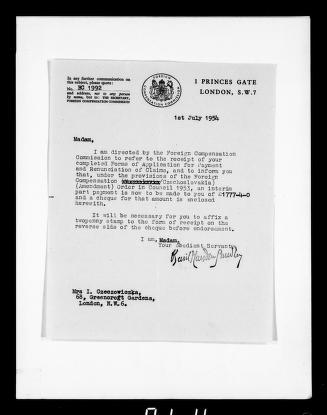 In any further communication on
this subject, please quote:
No. BO 1992
and address, not to any person
by name, but to: THE SECRETARY,
FOREIGN COMPENSATION COMMISSION
1 PRINCES GATE
LONDON, S.W.7
1st July 1954
Madam,
I am directed by the Foreign Compensation
Commission to refer to the receipt of your
completed Forms of Application for Payment
and Renunciation of Claims, and to inform you
that, under the provisions of the Foreign
Compensation (Czechoslovakia)
(Amendment) Order in Council 1953, an interim
part payment is now to be made to you of £1777-4-0
and a cheque for that amount is enclosed
herewith.
It will be necessary for you to affix a
twopenny stamp to the form of receipt on the
reverse side of the cheque before endorsement.
I am, Madam,
Your obedient Servant,
Mrs I. Czeczowiczka,
68, Greencroft Gardens,
London, N.W.6.